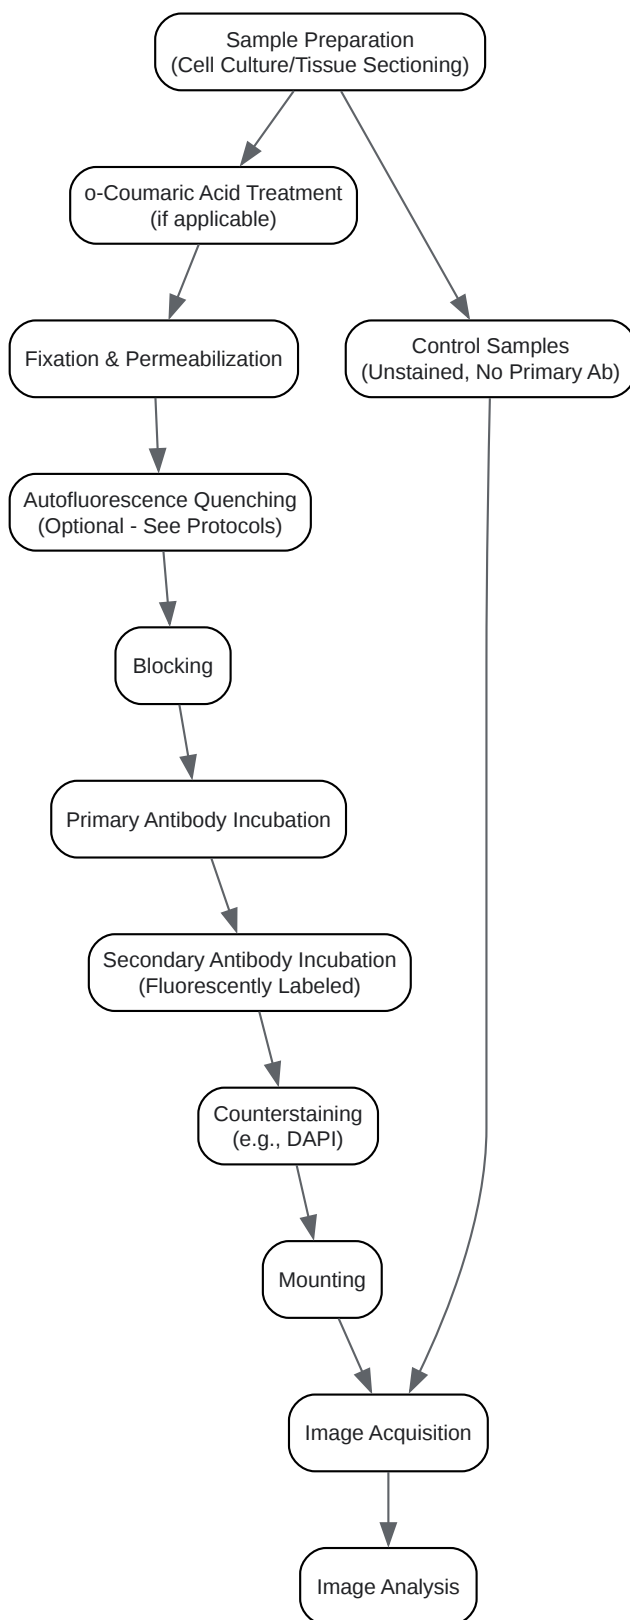 Sample Preparation
(Cell Culture/Tissue Sectioning)
o-Coumaric Acid Treatment
(if applicable)
Fixation & Permeabilization
Control Samples
(Unstained, No Primary Ab)
Autofluorescence Quenching
(Optional - See Protocols)
Blocking
Primary Antibody Incubation
Secondary Antibody Incubation
(Fluorescently Labeled)
Counterstaining
(e.g., DAPI)
Mounting
Image Acquisition
Image Analysis